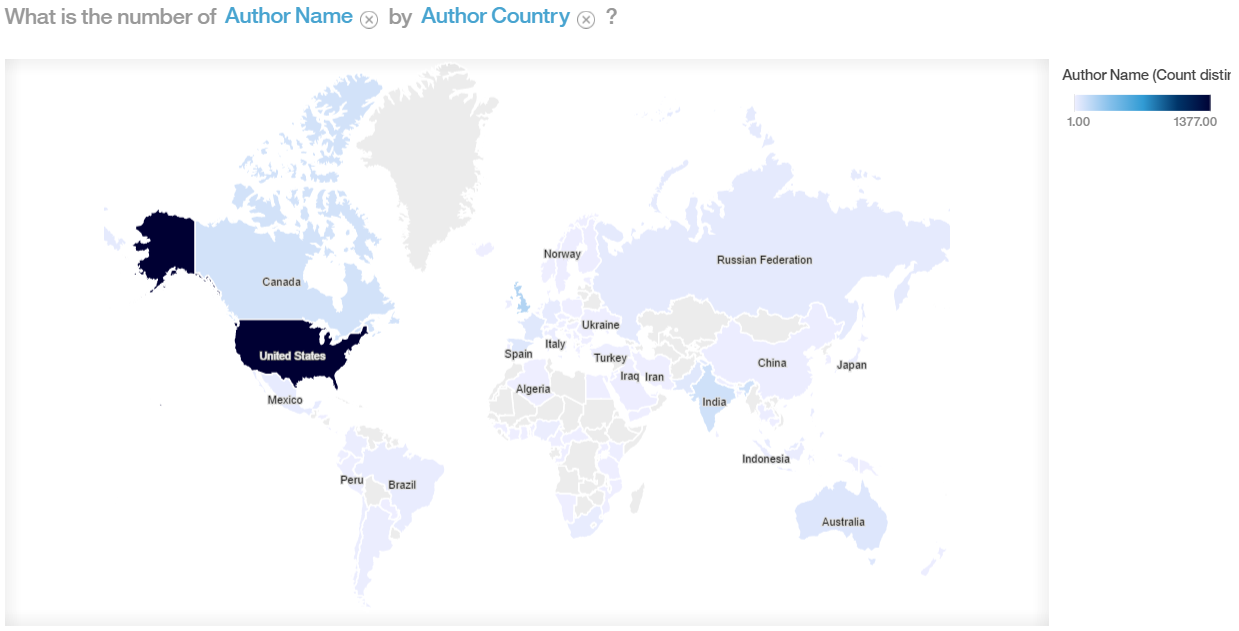 What is the number of Author Name by Author Country ?
Author Name (Count distin
1.00 1377.00
Norway
Russian Federation
Canada
Ukraine
United States
Spain
Italy
Turkey
China
Japan
Iraq
Iran
Algeria
Mexico
India
Indonesia
Peru
Brazil
Australia